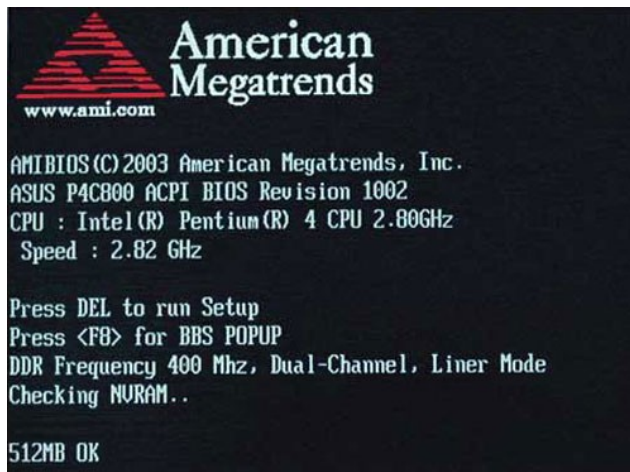 American
Megatrends
www.ami.com
AMIBIOS(C)2003 American Megatrends, Inc.
ASUS P4C800 ACPI BIOS Revision 1002
CPU : Intel(R) Pentium(R) 4 CPU 2.80GHz
Speed : 2.82 GHz
Press DEL to run Setup
Press <F8> for BBS POPUP
DDR Frequency 400 Mhz, Dual-Channel, Liner Mode
Checking NVRAM..
512MB OK